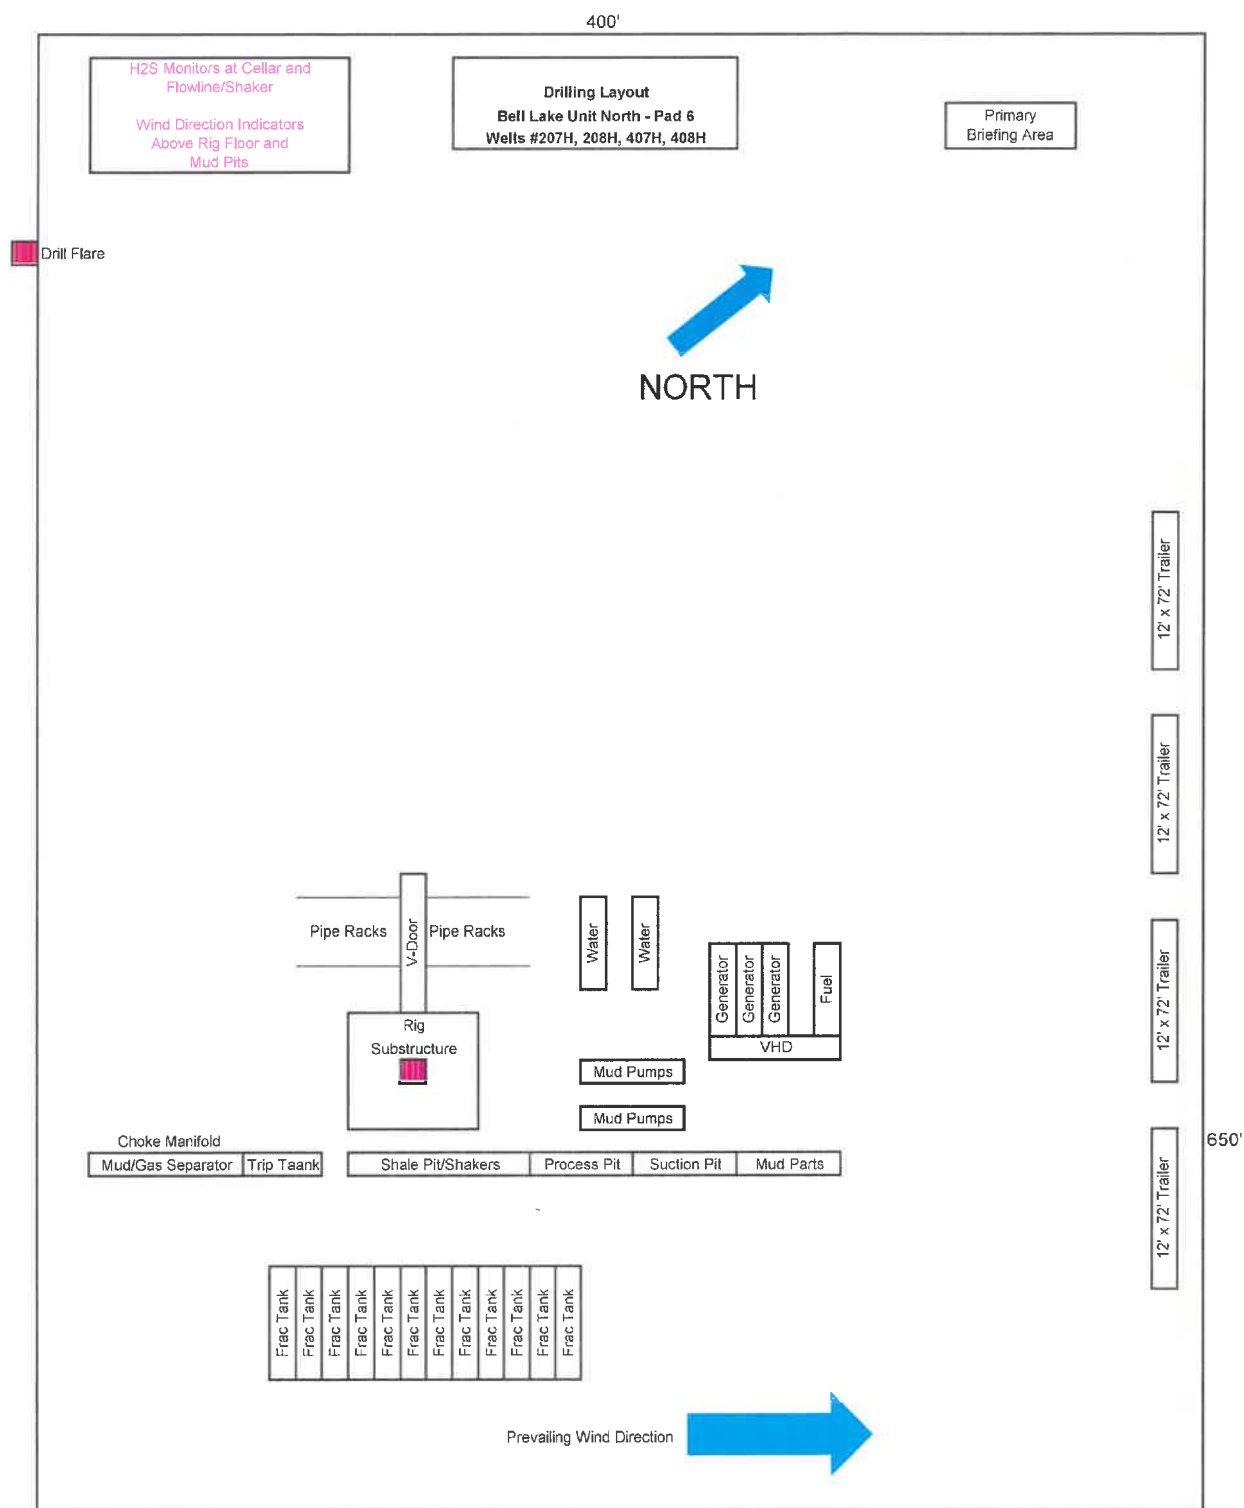 400'
H2S Monitors at Cellar and
Flowline/Shaker
Wind Direction Indicators
Above Rig Floor and
Mud Pits
Drilling Layout
Bell Lake Unit North - Pad 6
Wells #207H, 208H, 407H, 408H
Primary
Briefing Area
Drill Flare
NORTH
12' x 72' Trailer
12' x 72' Trailer
12' x 72' Trailer
12' x 72' Trailer
Pipe Racks
V-Door
Pipe Racks
Water
Water
Generator
Generator
Generator
Fuel
VHD
Rig
Substructure
Mud Pumps
Mud Pumps
650'
Choke Manifold
Mud/Gas Separator
Trip Taank
Shale Pit/Shakers
Process Pit
Suction Pit
Mud Parts
Frac Tank
Frac Tank
Frac Tank
Frac Tank
Frac Tank
Frac Tank
Frac Tank
Frac Tank
Frac Tank
Frac Tank
Frac Tank
Frac Tank
Prevailing Wind Direction